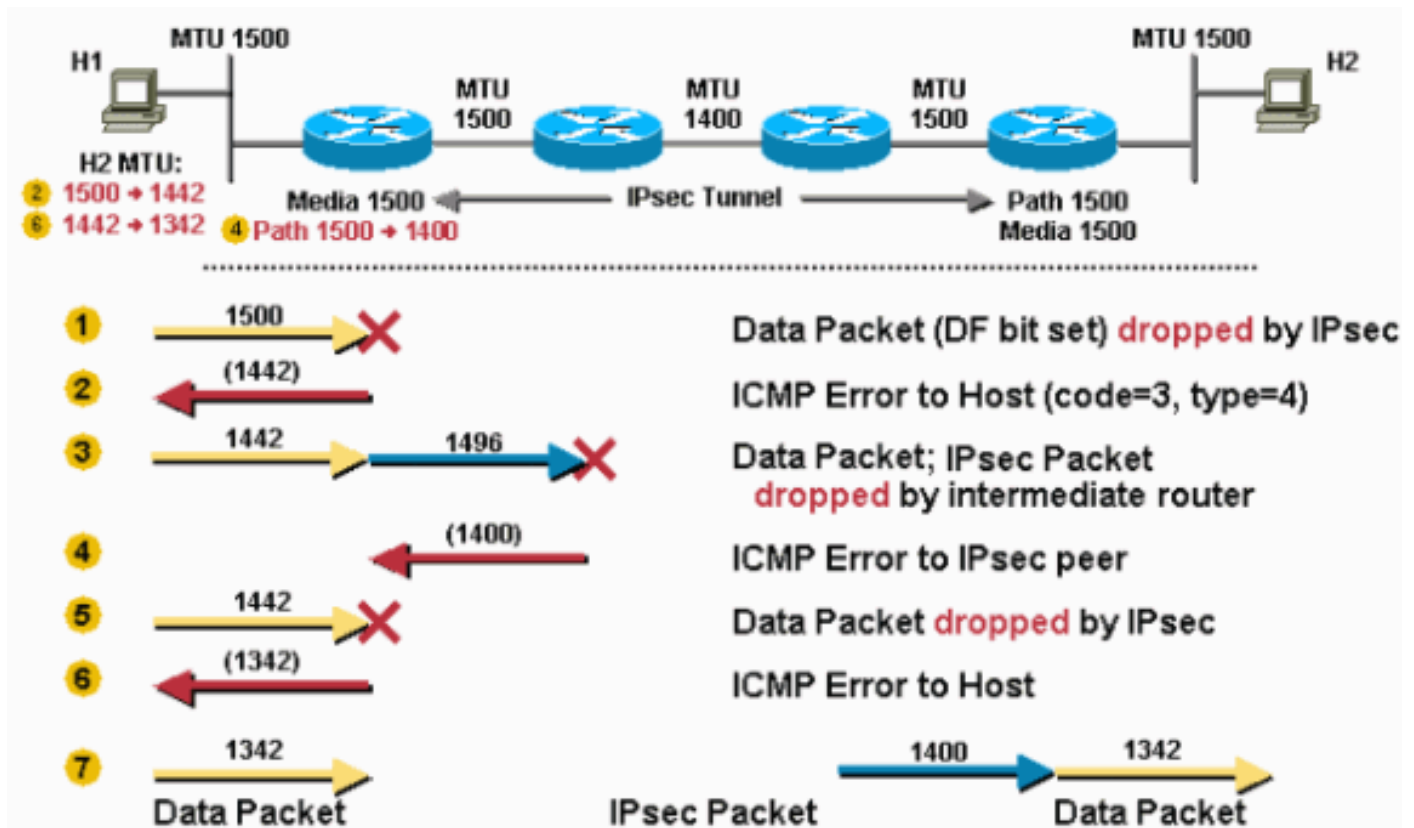 MTU 1500
MTU 1500
H1
H2
MTU
1500
MTU
1400
MTU
1500
H2 MTU:
2 1500 → 1442
6 1442 → 1342
Media 1500
IPsec Tunnel
Path 1500
4 Path 1500 → 1400
Media 1500
1 1500 Data Packet (DF bit set) dropped by IPsec
2 (1442) ICMP Error to Host (code=3, type=4)
3 1442 1496 Data Packet; IPsec Packet
dropped by intermediate router
4 (1400) ICMP Error to IPsec peer
5 1442 Data Packet dropped by IPsec
6 (1342) ICMP Error to Host
7 1342 1400 1342
Data Packet IPsec Packet Data Packet